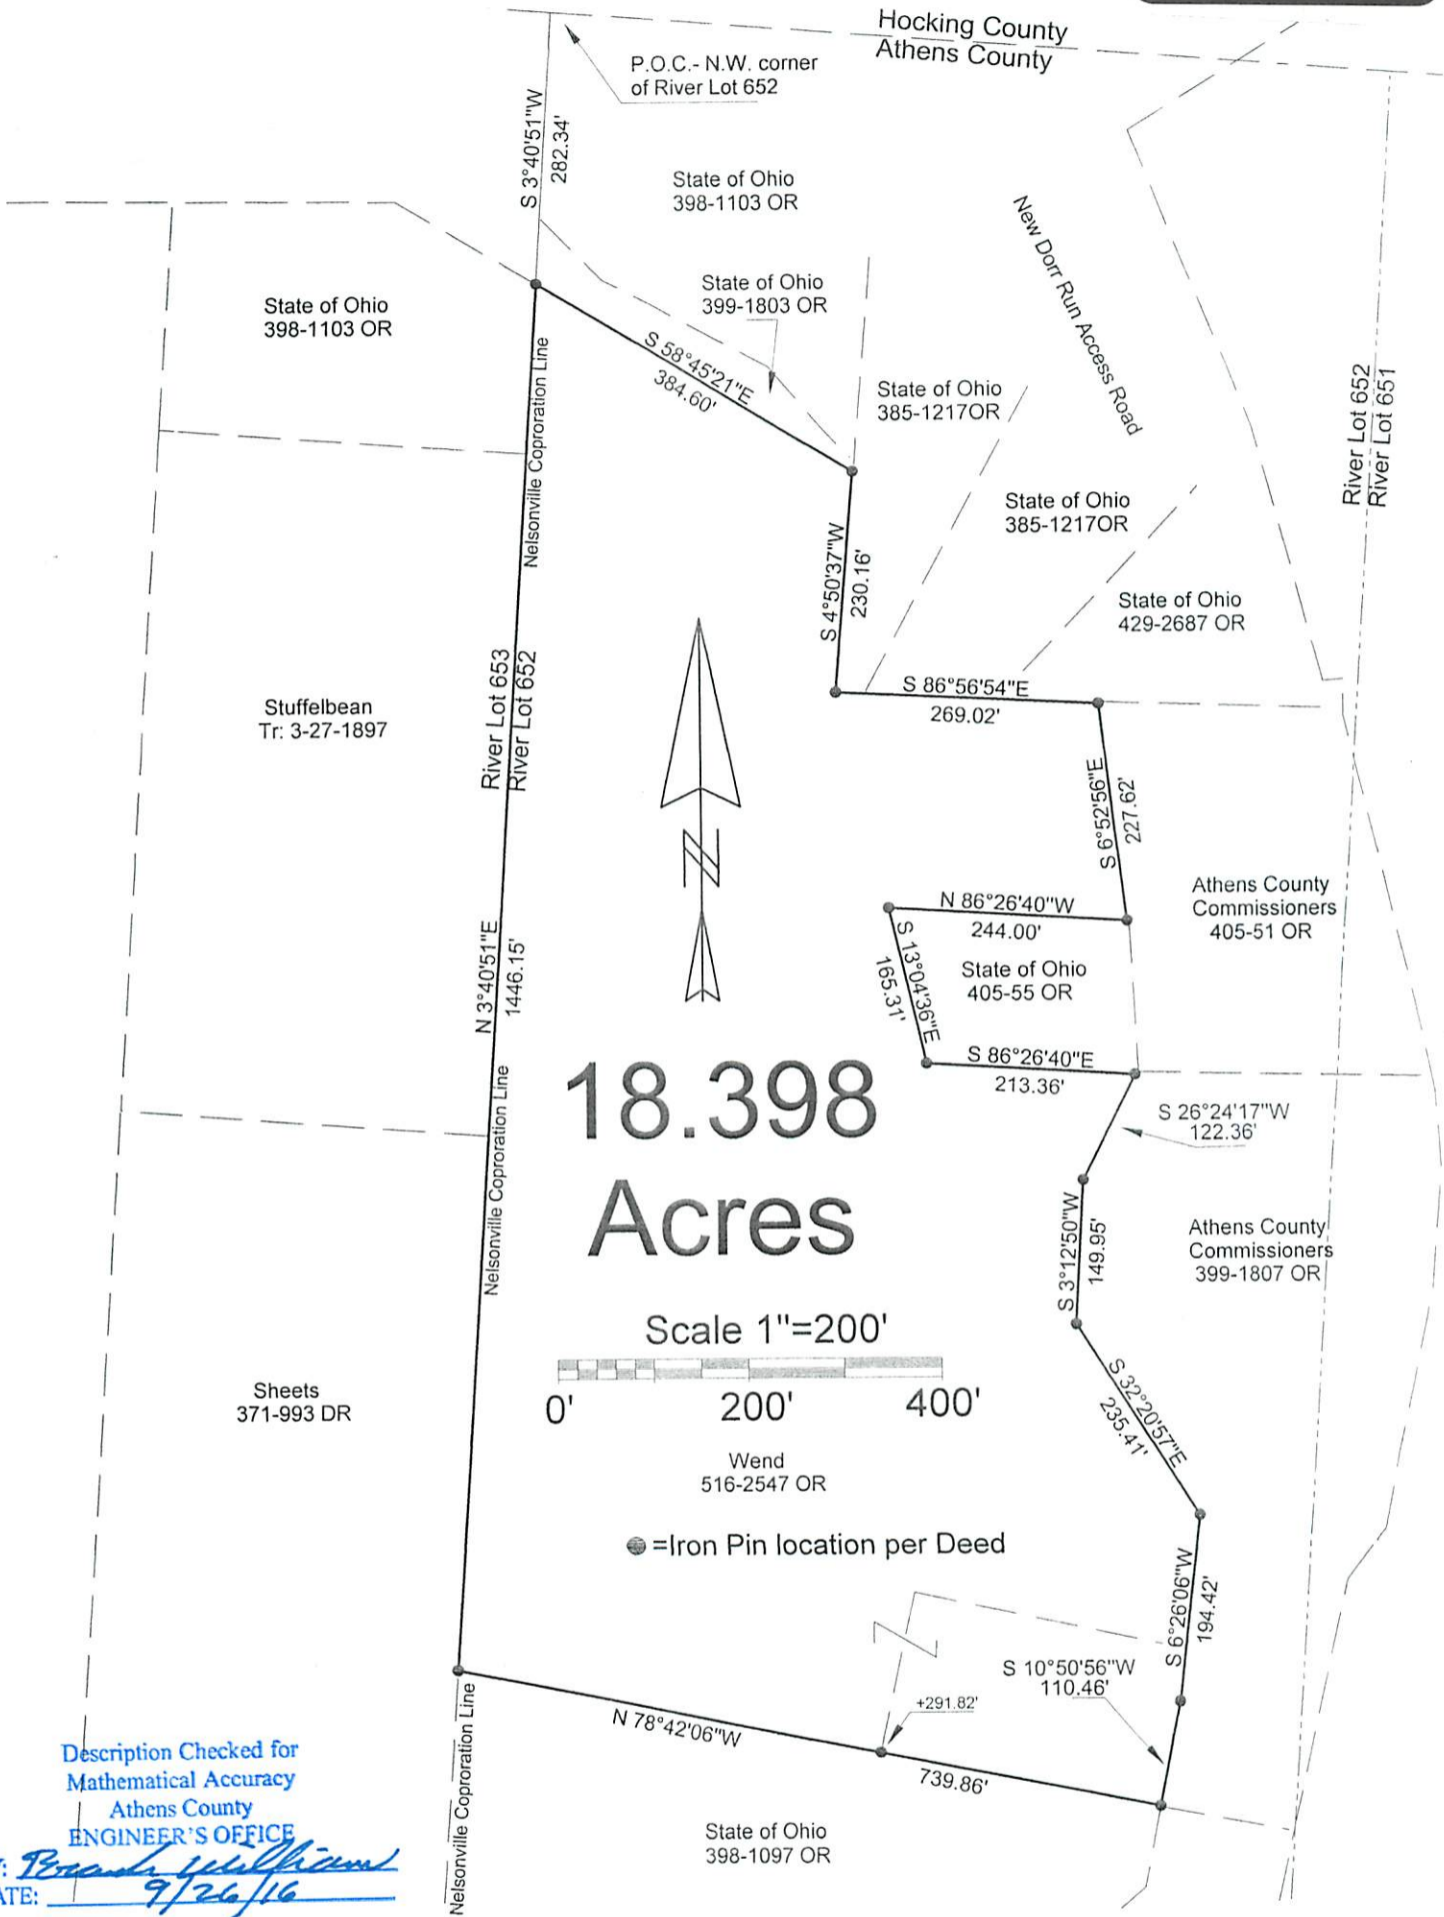 Hocking County
Athens County
P.O.C.- N.W. corner
of River Lot 652
S 3°40'51"W
282.34'
State of Ohio
398-1103 OR
New Dorr Run Access Road
State of Ohio
399-1803 OR
State of Ohio
398-1103 OR
S 58°45'21"E
384.60'
Nelsonville Coproration Line
State of Ohio
385-1217OR
River Lot 652
River Lot 651
State of Ohio
385-1217OR
S 4°50'37"W
230.16'
State of Ohio
429-2687 OR
River Lot 653
River Lot 652
S 86°56'54"E
269.02'
Stuffelbean
Tr: 3-27-1897
S 6°52'56"E
227.62'
N
Athens County
Commissioners
405-51 OR
N 86°26'40"W
244.00'
S 13°04'36"E
165.31'
State of Ohio
405-55 OR
N 3°40'51"E
1446.15'
S 86°26'40"E
213.36'
18.398
Acres
S 26°24'17"W
122.36'
Nelsonville Coproration Line
S 3°12'50"W
149.95'
Athens County
Commissioners
399-1807 OR
Scale 1"=200'
0' 200' 400'
S 32°20'57"E
235.41'
Sheets
371-993 DR
Wend
516-2547 OR
=Iron Pin location per Deed
S 6°26'06"W
194.42'
S 10°50'56"W
110.46'
+291.82'
N 78°42'06"W
739.86'
Nelsonville Coproration Line
State of Ohio
398-1097 OR
Description Checked for
Mathematical Accuracy
Athens County
ENGINEER'S OFFICE
ATE: 9/26/16